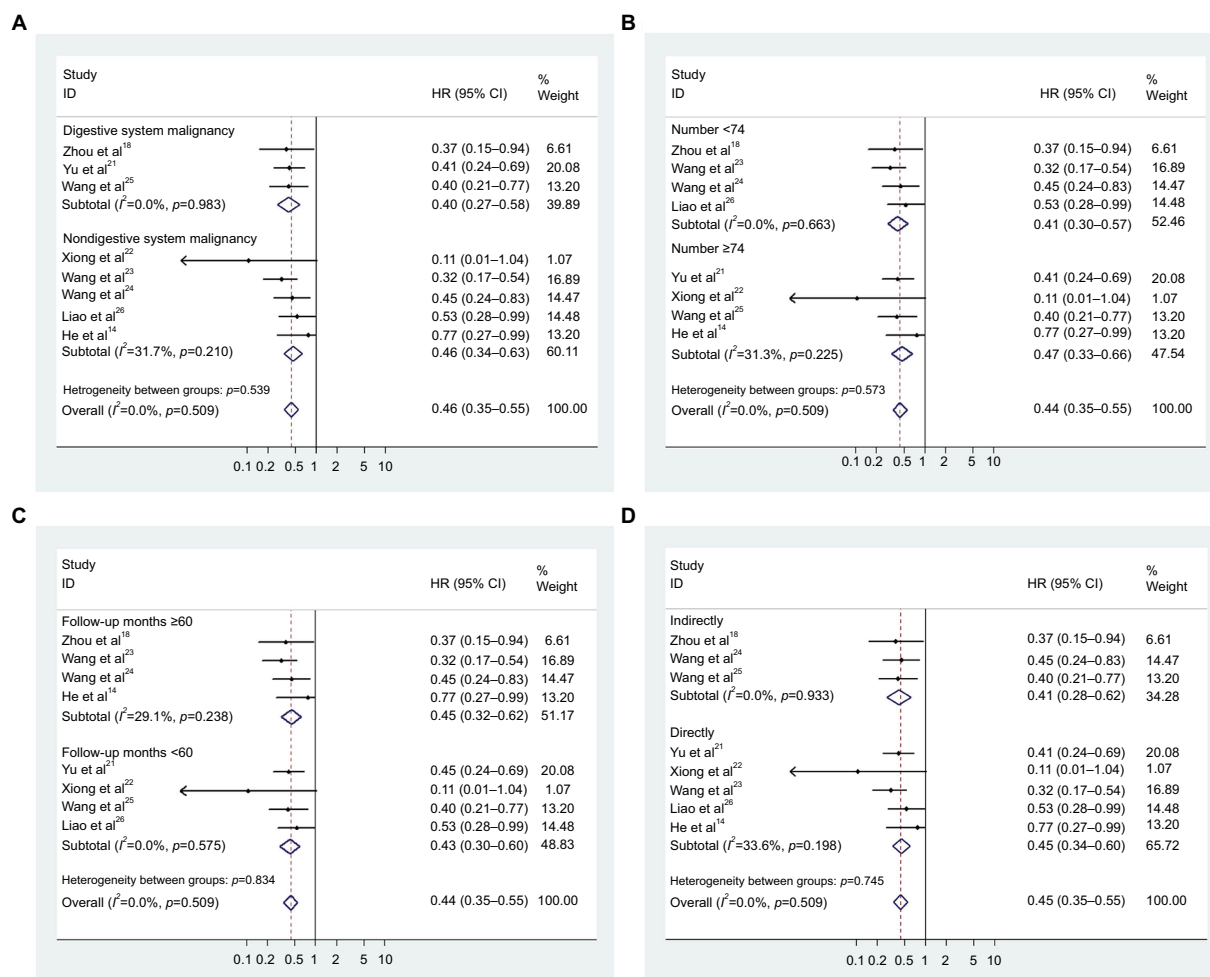 A
Study
ID HR (95% CI) % Weight
Digestive system malignancy
Zhou et al18 0.37 (0.15–0.94) 6.61
Yu et al21 0.41 (0.24–0.69) 20.08
Wang et al25 0.40 (0.21–0.77) 13.20
Subtotal (I2=0.0%, p=0.983) 0.40 (0.27–0.58) 39.89
Nondigestive system malignancy
Xiong et al22 0.11 (0.01–1.04) 1.07
Wang et al23 0.32 (0.17–0.54) 16.89
Wang et al24 0.45 (0.24–0.83) 14.47
Liao et al26 0.53 (0.28–0.99) 14.48
He et al14 0.77 (0.27–0.99) 13.20
Subtotal (I2=31.7%, p=0.210) 0.46 (0.34–0.63) 60.11
Hetrogeneity between groups: p=0.539
Overall (I2=0.0%, p=0.509) 0.46 (0.35–0.55) 100.00
0.1 0.2 0.5 1 2 5 10
B
Study
ID HR (95% CI) % Weight
Number <74
Zhou et al18 0.37 (0.15–0.94) 6.61
Wang et al23 0.32 (0.17–0.54) 16.89
Wang et al24 0.45 (0.24–0.83) 14.47
Liao et al26 0.53 (0.28–0.99) 14.48
Subtotal (I2=0.0%, p=0.663) 0.41 (0.30–0.57) 52.46
Number ≥74
Yu et al21 0.41 (0.24–0.69) 20.08
Xiong et al22 0.11 (0.01–1.04) 1.07
Wang et al25 0.40 (0.21–0.77) 13.20
He et al14 0.77 (0.27–0.99) 13.20
Subtotal (I2=31.3%, p=0.225) 0.47 (0.33–0.66) 47.54
Heterogeneity between groups: p=0.573
Overall (I2=0.0%, p=0.509) 0.44 (0.35–0.55) 100.00
0.1 0.2 0.5 1 2 5 10
C
Study
ID HR (95% CI) % Weight
Follow-up months ≥60
Zhou et al18 0.37 (0.15–0.94) 6.61
Wang et al23 0.32 (0.17–0.54) 16.89
Wang et al24 0.45 (0.24–0.83) 14.47
He et al14 0.77 (0.27–0.99) 13.20
Subtotal (I2=29.1%, p=0.238) 0.45 (0.32–0.62) 51.17
Follow-up months <60
Yu et al21 0.45 (0.24–0.69) 20.08
Xiong et al22 0.11 (0.01–1.04) 1.07
Wang et al25 0.40 (0.21–0.77) 13.20
Liao et al26 0.53 (0.28–0.99) 14.48
Subtotal (I2=0.0%, p=0.575) 0.43 (0.30–0.60) 48.83
Heterogeneity between groups: p=0.834
Overall (I2=0.0%, p=0.509) 0.44 (0.35–0.55) 100.00
0.1 0.2 0.5 1 2 5 10
D
Study
ID HR (95% CI) % Weight
Indirectly
Zhou et al18 0.37 (0.15–0.94) 6.61
Wang et al24 0.45 (0.24–0.83) 14.47
Wang et al25 0.40 (0.21–0.77) 13.20
Subtotal (I2=0.0%, p=0.933) 0.41 (0.28–0.62) 34.28
Directly
Yu et al21 0.41 (0.24–0.69) 20.08
Xiong et al22 0.11 (0.01–1.04) 1.07
Wang et al23 0.32 (0.17–0.54) 16.89
Liao et al26 0.53 (0.28–0.99) 14.48
He et al14 0.77 (0.27–0.99) 13.20
Subtotal (I2=33.6%, p=0.198) 0.45 (0.34–0.60) 65.72
Heterogeneity between groups: p=0.745
Overall (I2=0.0%, p=0.509) 0.45 (0.35–0.55) 100.00
0.1 0.2 0.5 1 2 5 10